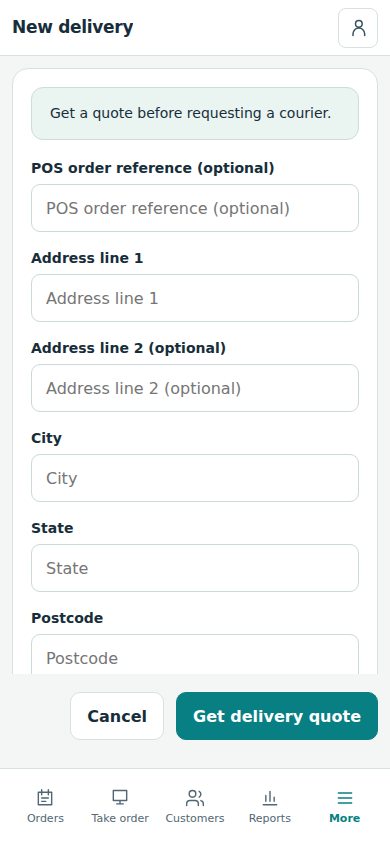 New delivery
Get a quote before requesting a courier.
POS order reference (optional)
POS order reference (optional)
Address line 1
Address line 1
Address line 2 (optional)
Address line 2 (optional)
City
City
State
State
Postcode
Postcode
Cancel
Get delivery quote
Orders
Take order
Customers
Reports
More